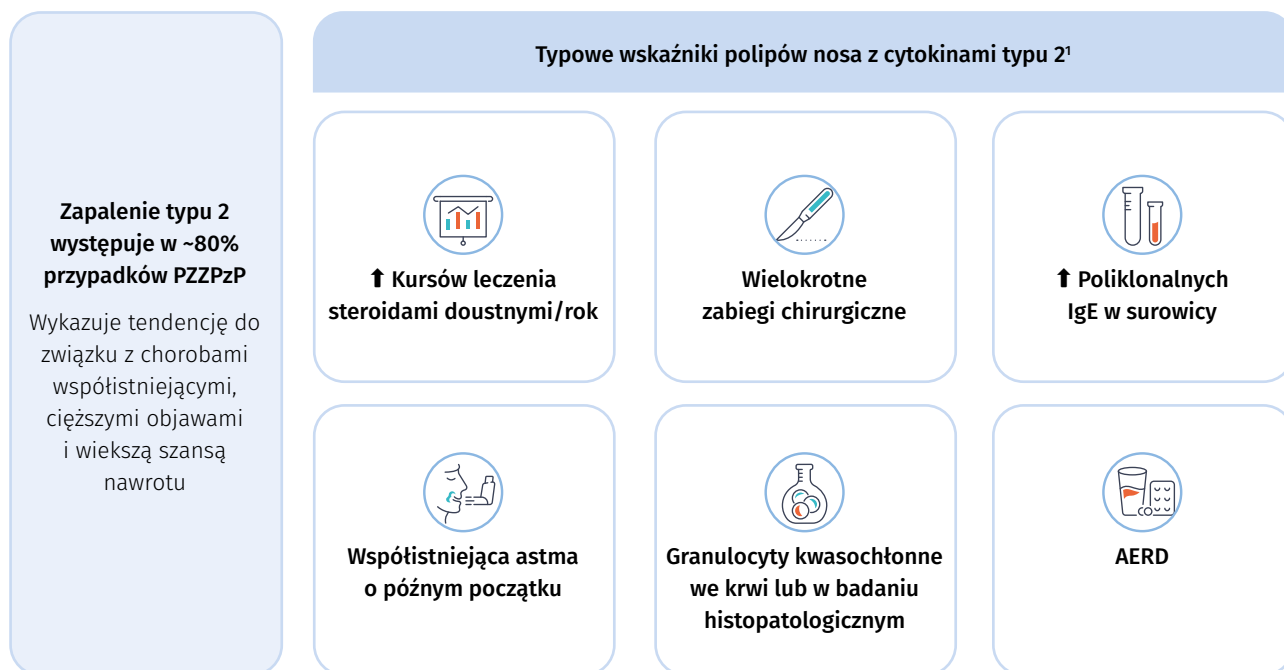 Zapalenie typu 2
występuje w ~80%
przypadków PZZPzP
Wykazuje tendencję do
związku z chorobami
współistniejącymi,
cięższymi objawami
i wiekszą szansą
nawrotu
Typowe wskaźniki polipów nosa z cytokinami typu 2¹
⬆ Kursów leczenia
steroidami doustnymi/rok
Wielokrotne
zabiegi chirurgiczne
⬆ Poliklonalnych
IgE w surowicy
Współistniejąca astma
o późnym początku
Granulocyty kwasochłonne
we krwi lub w badaniu
histopatologicznym
AERD